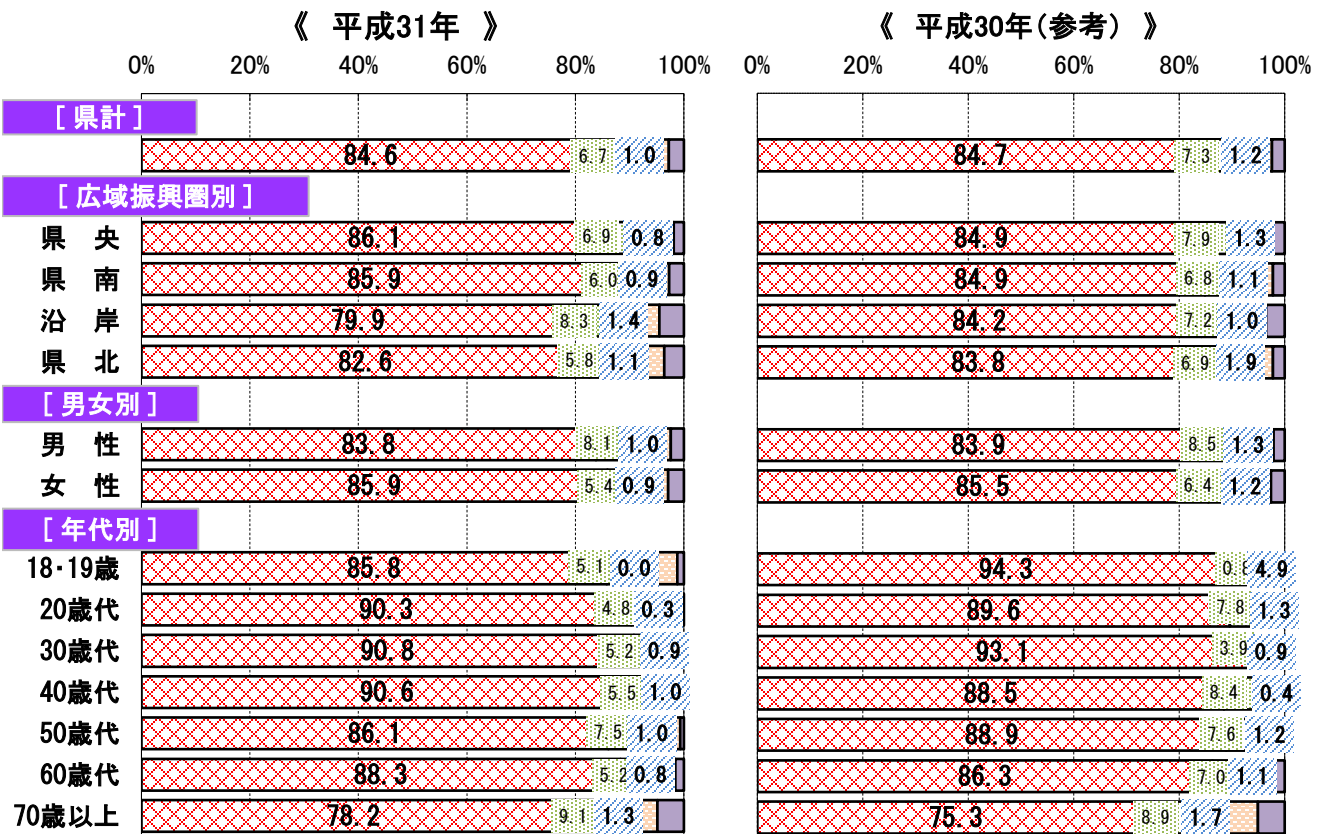 《 平成31年 》 《 平成30年(参考) 》
0% 20% 40% 60% 80% 100% 0% 20% 40% 60% 80% 100%
[ 県計 ]
84.6 6.7 1.0 84.7 7.3 1.2
[ 広域振興圏別 ]
県 央 86.1 6.9 0.8 84.9 7.9 1.3
県 南 85.9 6.0 0.9 84.9 6.8 1.1
沿 岸 79.9 8.3 1.4 84.2 7.2 1.0
県 北 82.6 5.8 1.1 83.8 6.9 1.9
[ 男女別 ]
男 性 83.8 8.1 1.0 83.9 8.5 1.3
女 性 85.9 5.4 0.9 85.5 6.4 1.2
[ 年代別 ]
18・19歳 85.8 5.1 0.0 94.3 0.8 4.9
20歳代 90.3 4.8 0.3 89.6 7.8 1.3
30歳代 90.8 5.2 0.9 93.1 3.9 0.9
40歳代 90.6 5.5 1.0 88.5 8.4 0.4
50歳代 86.1 7.5 1.0 88.9 7.6 1.2
60歳代 88.3 5.2 0.8 86.3 7.0 1.1
70歳以上 78.2 9.1 1.3 75.3 8.9 1.7